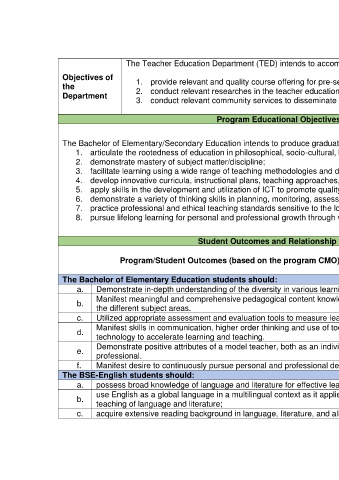 The Teacher Education Department (TED) intends to accom
Objectives of
the
Department
1. provide relevant and quality course offering for pre-se
2. conduct relevant researches in the teacher education
3. conduct relevant community services to disseminate
Program Educational Objectives
The Bachelor of Elementary/Secondary Education intends to produce graduat
1. articulate the rootedness of education in philosophical, socio-cultural,
2. demonstrate mastery of subject matter/discipline;
3. facilitate learning using a wide range of teaching methodologies and d
4. develop innovative curricula, instructional plans, teaching approaches,
5. apply skills in the development and utilization of ICT to promote quality
6. demonstrate a variety of thinking skills in planning, monitoring, assess
7. practice professional and ethical teaching standards sensitive to the lo
8. pursue lifelong learning for personal and professional growth through
Student Outcomes and Relationship
Program/Student Outcomes (based on the program CMO)
The Bachelor of Elementary Education students should:
a. Demonstrate in-depth understanding of the diversity in various learni
b. Manifest meaningful and comprehensive pedagogical content knowl
the different subject areas.
c. Utilized appropriate assessment and evaluation tools to measure lea
d. Manifest skills in communication, higher order thinking and use of to
technology to accelerate learning and teaching.
e. Demonstrate positive attributes of a model teacher, both as an indivi
professional.
f. Manifest desire to continuously pursue personal and professional de
The BSE-English students should:
a. possess broad knowledge of language and literature for effective lea
b. use English as a global language in a multilingual context as it applie
teaching of language and literature;
c. acquire extensive reading background in language, literature, and al